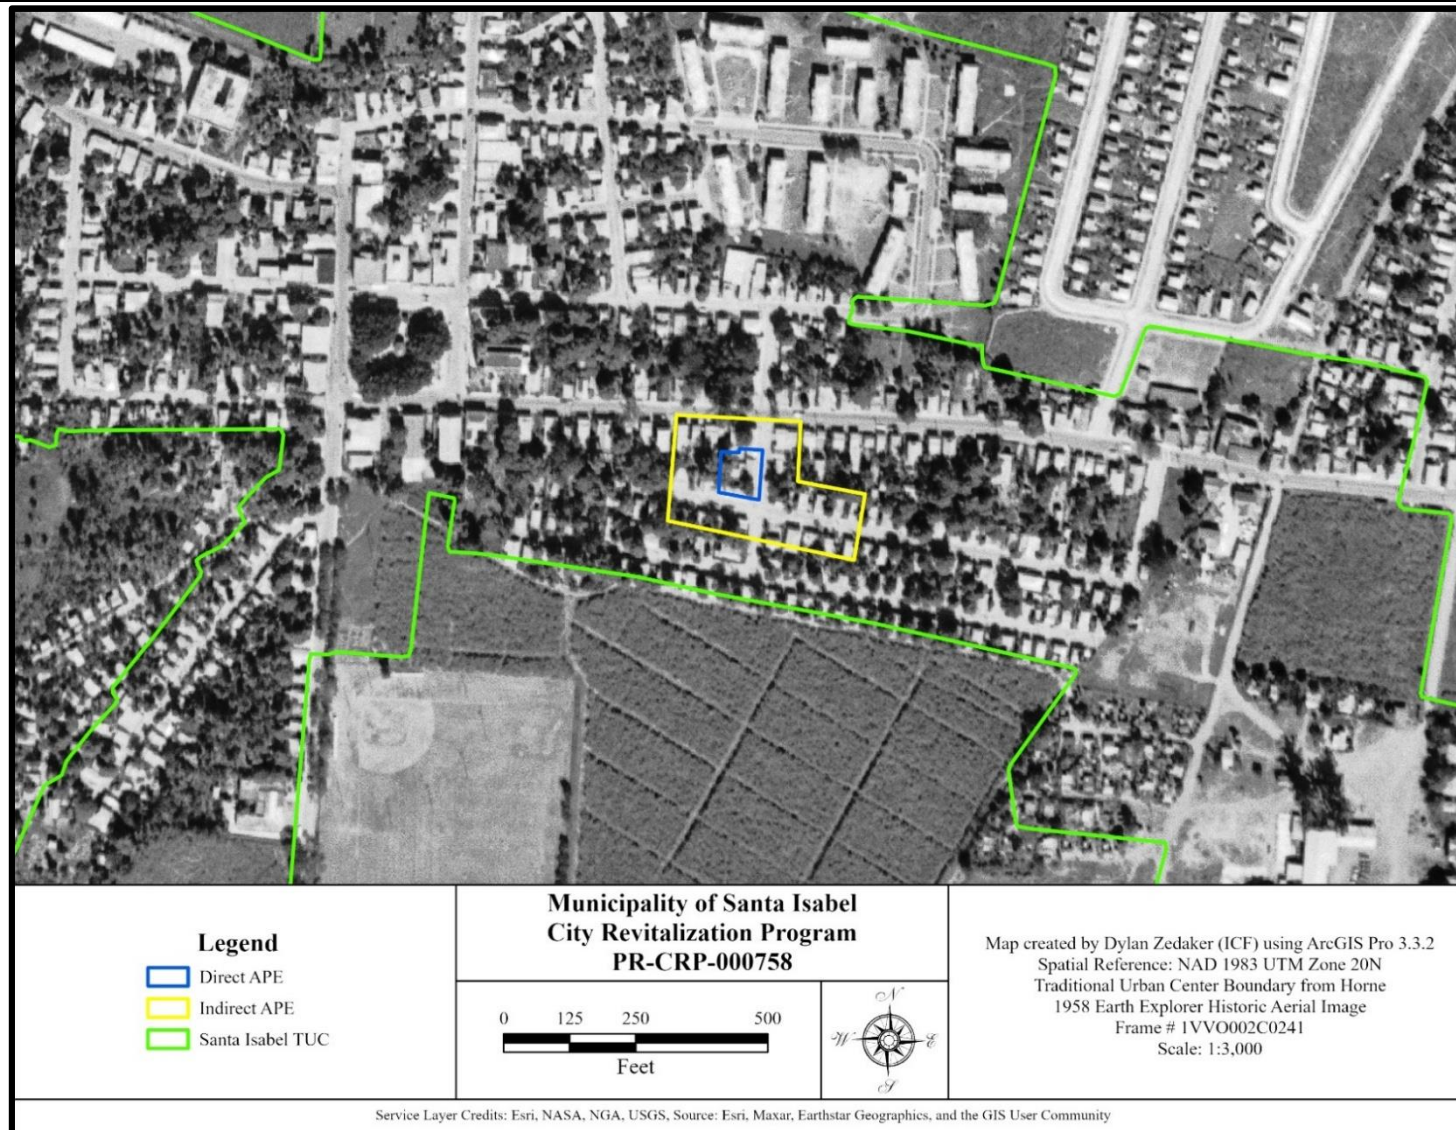 Legend
Direct APE
Indirect APE
Santa Isabel TUC
Municipality of Santa Isabel
City Revitalization Program
PR-CRP-000758
0 125 250 500
Feet
N
W E
S
Map created by Dylan Zedaker (ICF) using ArcGIS Pro 3.3.2
Spatial Reference: NAD 1983 UTM Zone 20N
Traditional Urban Center Boundary from Horne
1958 Earth Explorer Historic Aerial Image
Frame # 1VVO002C0241
Scale: 1:3,000
Service Layer Credits: Esri, NASA, NGA, USGS, Source: Esri, Maxar, Earthstar Geographics, and the GIS User Community